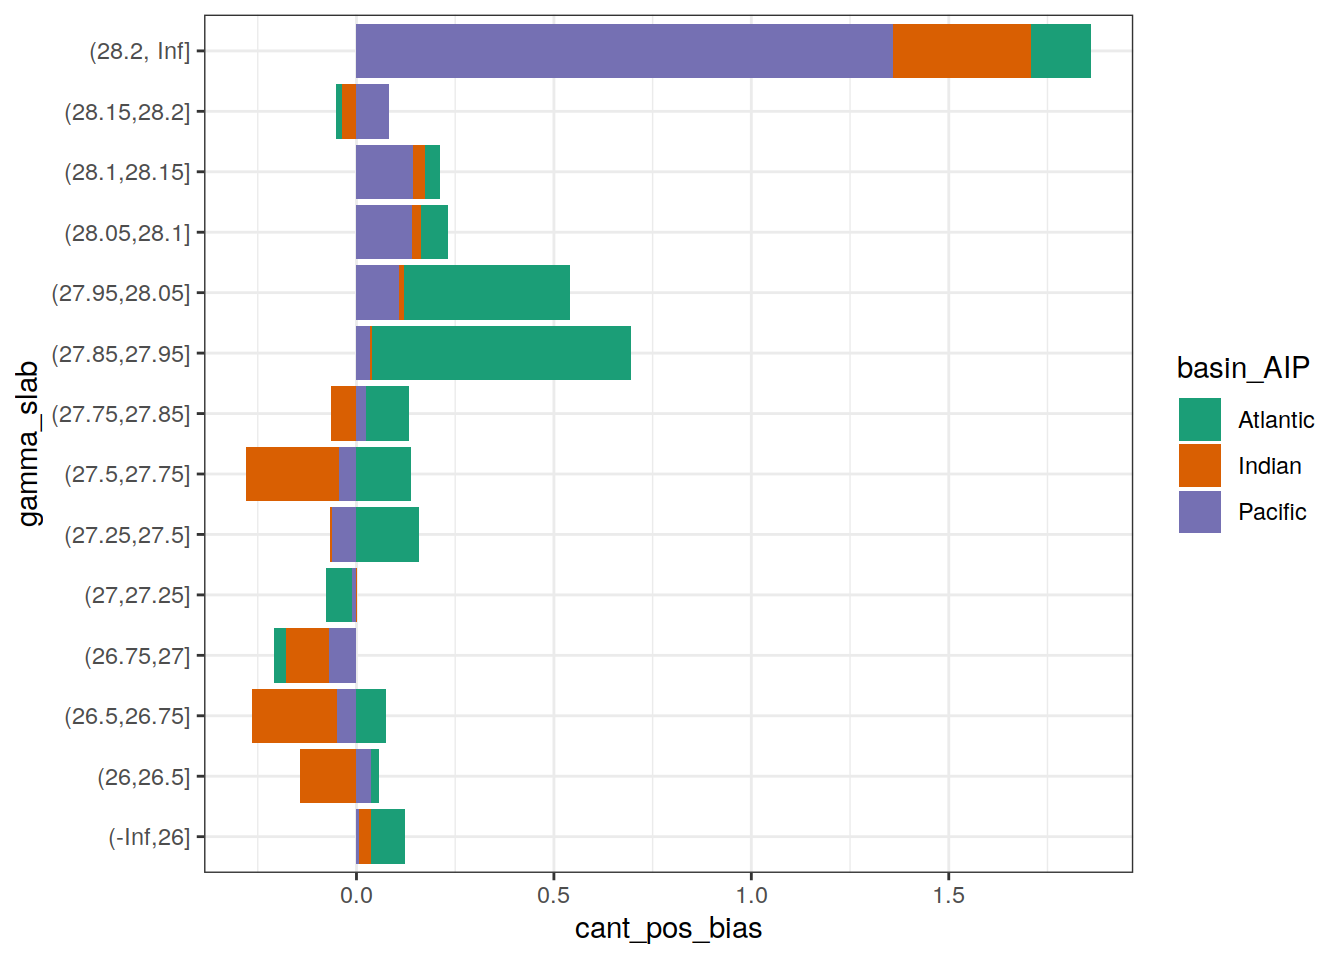 (28.2, Inf]
(28.15,28.2]
(28.1,28.15]
(28.05,28.1]
(27.95,28.05]
(27.85,27.95]
(27.75,27.85]
(27.5,27.75]
(27.25,27.5]
(27,27.25]
(26.75,27]
(26.5,26.75]
(26,26.5]
(-Inf,26]
gamma_slab
0.0 0.5 1.0 1.5
cant_pos_bias
basin_AIP
Atlantic
Indian
Pacific